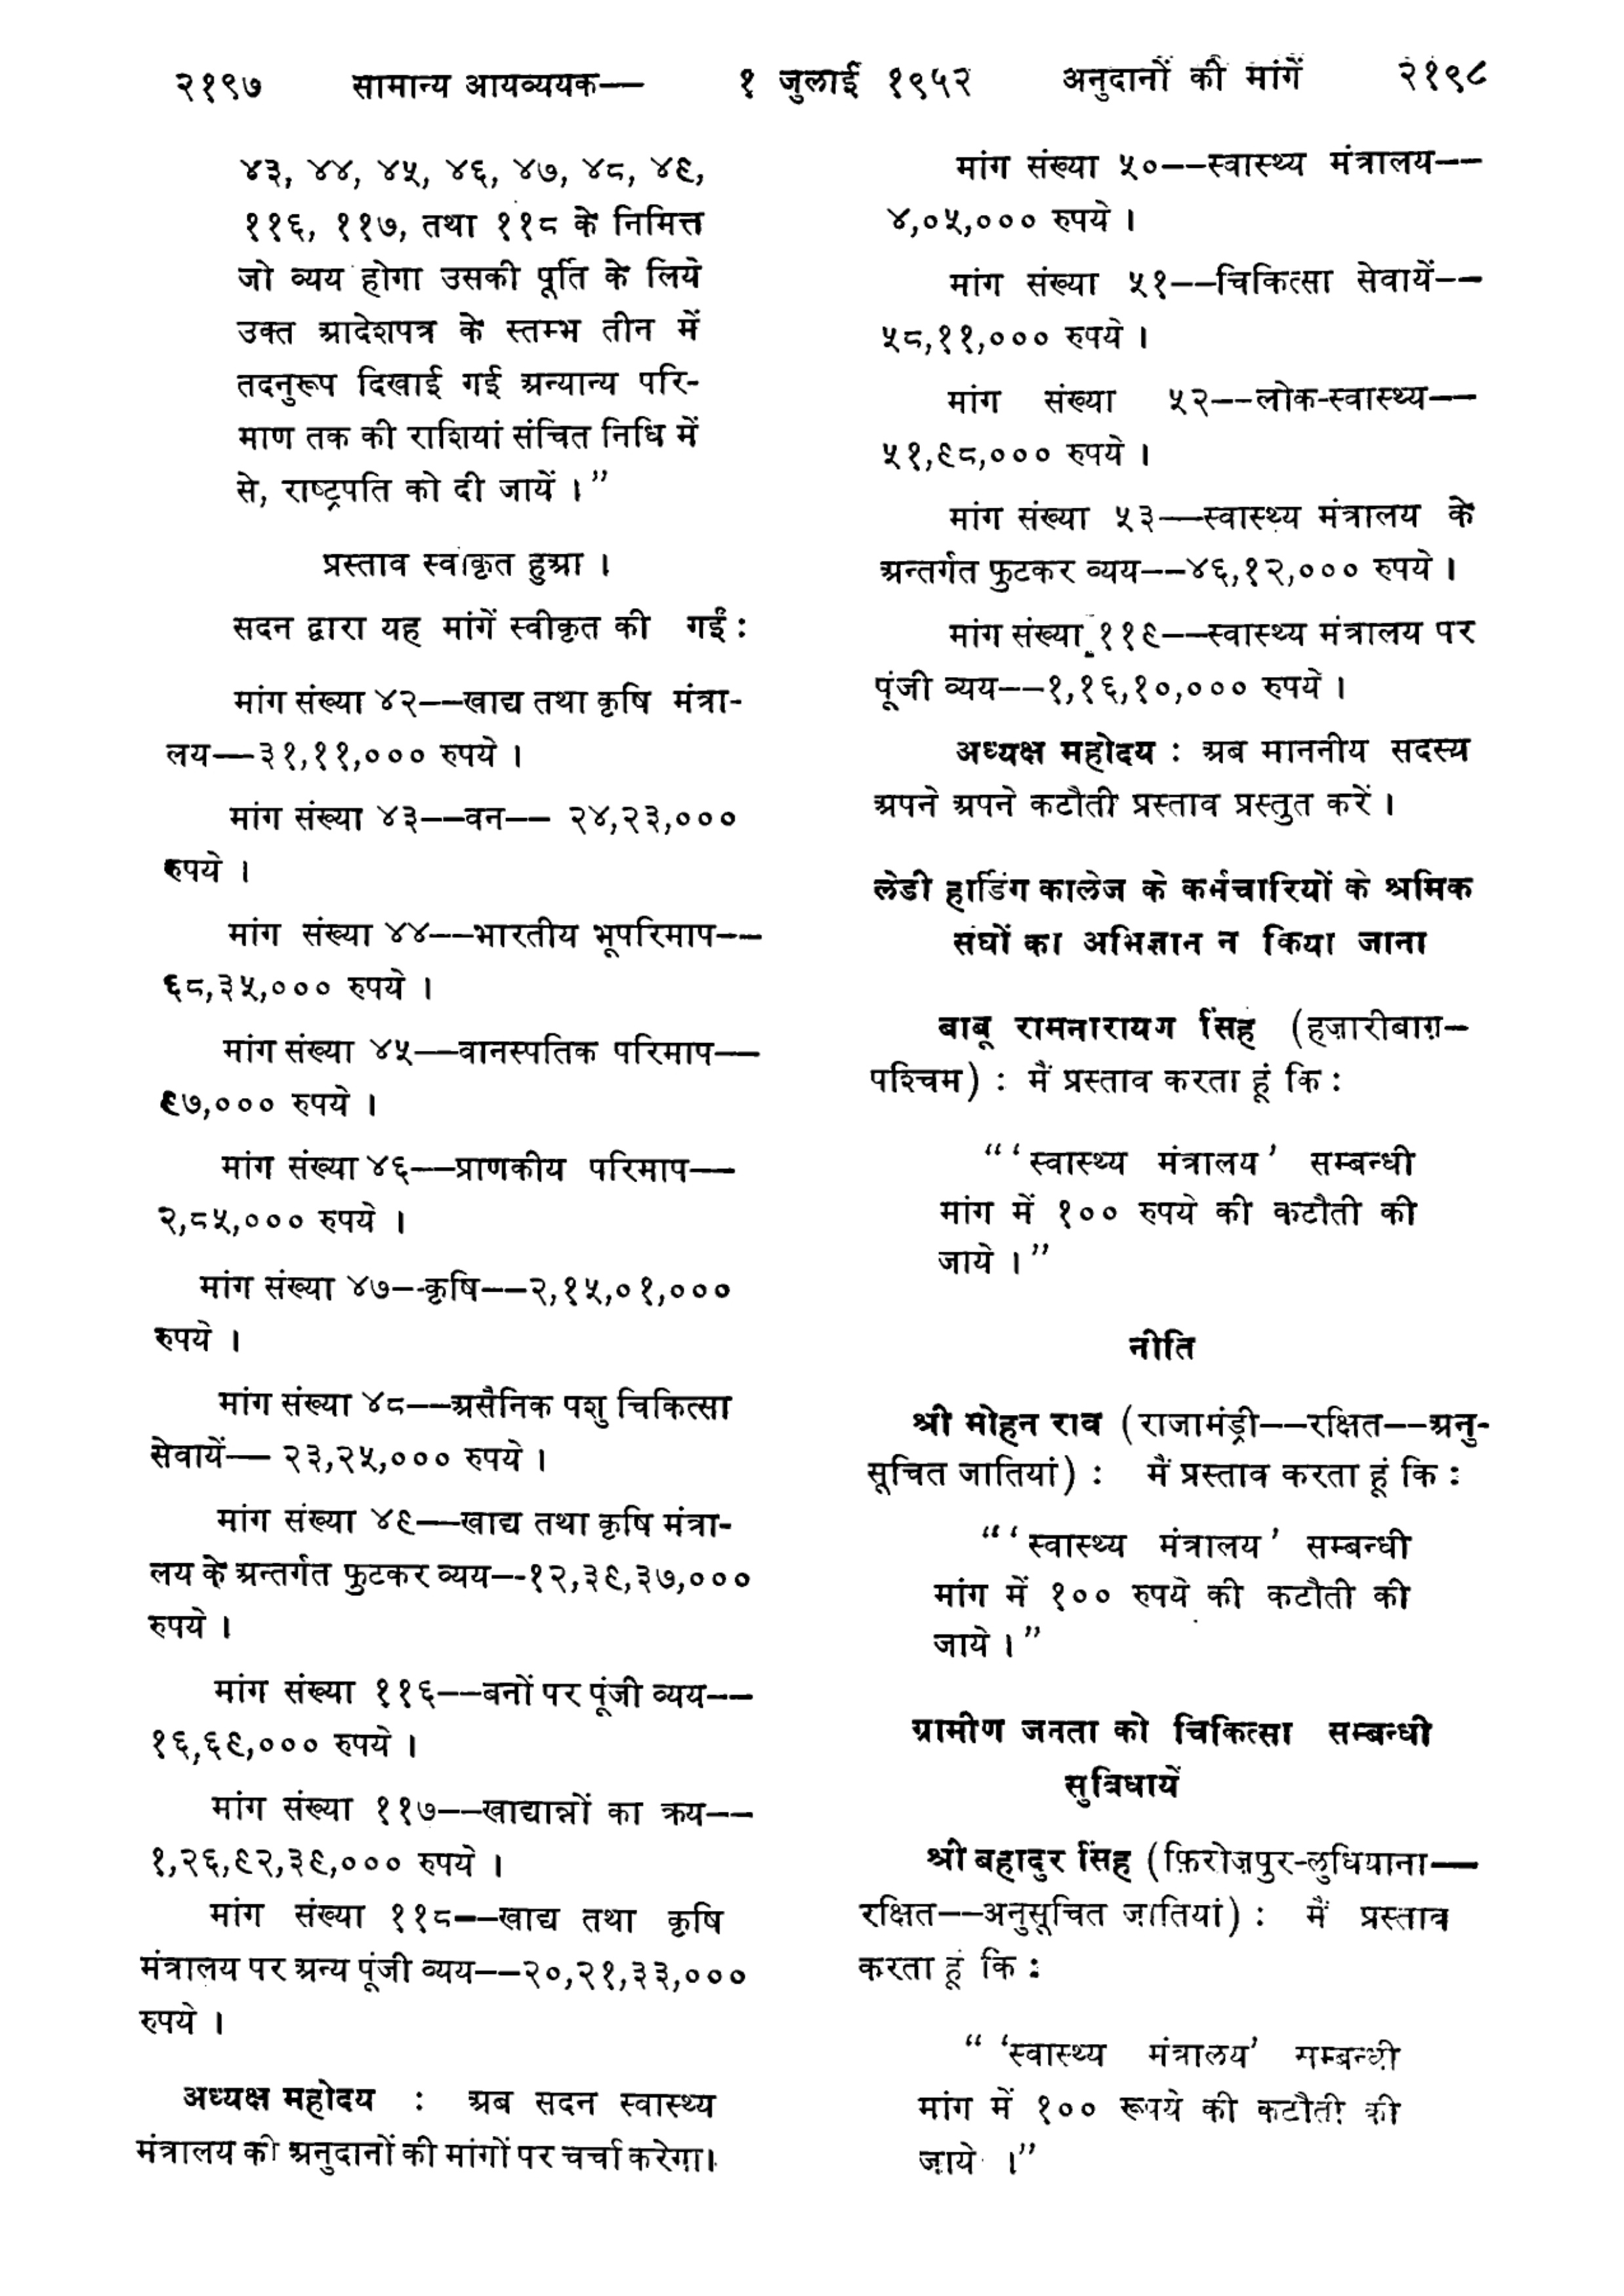 २१९७ सामान्य आयव्ययक— १ जुलाई १९५२ अनुदानों की मांगें २१९८
४३, ४४, ४५, ४६, ४७, ४८, ४९,
११६, ११७, तथा ११८ के निमित्त
जो व्यय होगा उसकी पूर्ति के लिये
उक्त आदेशपत्र के स्तम्भ तीन में
तदनुरूप दिखाई गई अन्यान्य परि-
माण तक की राशियां संचित निधि में
से, राष्ट्रपति को दी जायें ।”
प्रस्ताव स्वीकृत हुआ ।
सदन द्वारा यह मांगें स्वीकृत की गईं :
मांग संख्या ४२——खाद्य तथा कृषि मंत्रा-
लय—३१,११,००० रुपये ।
मांग संख्या ४३——वन—— २४,२३,०००
रुपये ।
मांग संख्या ४४——भारतीय भूपरिमाप——
६८,३५,००० रुपये ।
मांग संख्या ४५——वानस्पतिक परिमाप——
९७,००० रुपये ।
मांग संख्या ४६——प्राणकीय परिमाप——
२,८५,००० रुपये ।
मांग संख्या ४७—-कृषि——२,१५,०१,०००
रुपये ।
मांग संख्या ४८——असैनिक पशु चिकित्सा
सेवायें— २३,२५,००० रुपये ।
मांग संख्या ४९——खाद्य तथा कृषि मंत्रा-
लय के अन्तर्गत फुटकर व्यय—-१२,३९,३७,०००
रुपये ।
मांग संख्या ११६——बनों पर पूंजी व्यय——
१६,६९,००० रुपये ।
मांग संख्या ११७——खाद्यान्नों का क्रय——
१,२६,९२,३९,००० रुपये ।
मांग संख्या ११८——खाद्य तथा कृषि
मंत्रालय पर अन्य पूंजी व्यय——२०,२१,३३,०००
रुपये ।
अध्यक्ष महोदय : अब सदन स्वास्थ्य
मंत्रालय की अनुदानों की मांगों पर चर्चा करेगा।
मांग संख्या ५०——स्वास्थ्य मंत्रालय——
४,०५,००० रुपये ।
मांग संख्या ५१——चिकित्सा सेवायें——
५८,११,००० रुपये ।
मांग संख्या ५२——लोक-स्वास्थ्य——
५१,९८,००० रुपये ।
मांग संख्या ५३——स्वास्थ्य मंत्रालय के
अन्तर्गत फुटकर व्यय——४६,१२,००० रुपये ।
मांग संख्या ११९——स्वास्थ्य मंत्रालय पर
पूंजी व्यय——१,१६,१०,००० रुपये ।
अध्यक्ष महोदय : अब माननीय सदस्य
अपने अपने कटौती प्रस्ताव प्रस्तुत करें ।
लेडी हार्डिंग कालेज के कर्मचारियों के श्रमिक
संघों का अभिज्ञान न किया जाना
बाबू रामनारायण सिंह (हज़ारीबाग़—
पश्चिम) : मैं प्रस्ताव करता हूं कि :
“ ‘ स्वास्थ्य मंत्रालय ’ सम्बन्धी
मांग में १०० रुपये की कटौती की
जाये ।”
नीति
श्री मोहन राव (राजामंड्री——रक्षित——अनु-
सूचित जातियां) : मैं प्रस्ताव करता हूं कि :
“ ‘ स्वास्थ्य मंत्रालय ’ सम्बन्धी
मांग में १०० रुपये की कटौती की
जाये ।”
ग्रामीण जनता को चिकित्सा सम्बन्धी
सुविधायें
श्री बहादुर सिंह (फ़िरोज़पुर-लुधियाना——
रक्षित——अनुसूचित जातियां) : मैं प्रस्ताव
करता हूं कि :
“ ‘स्वास्थ्य मंत्रालय’ सम्बन्धी
मांग में १०० रूपये की कटौती की
जाये ।”